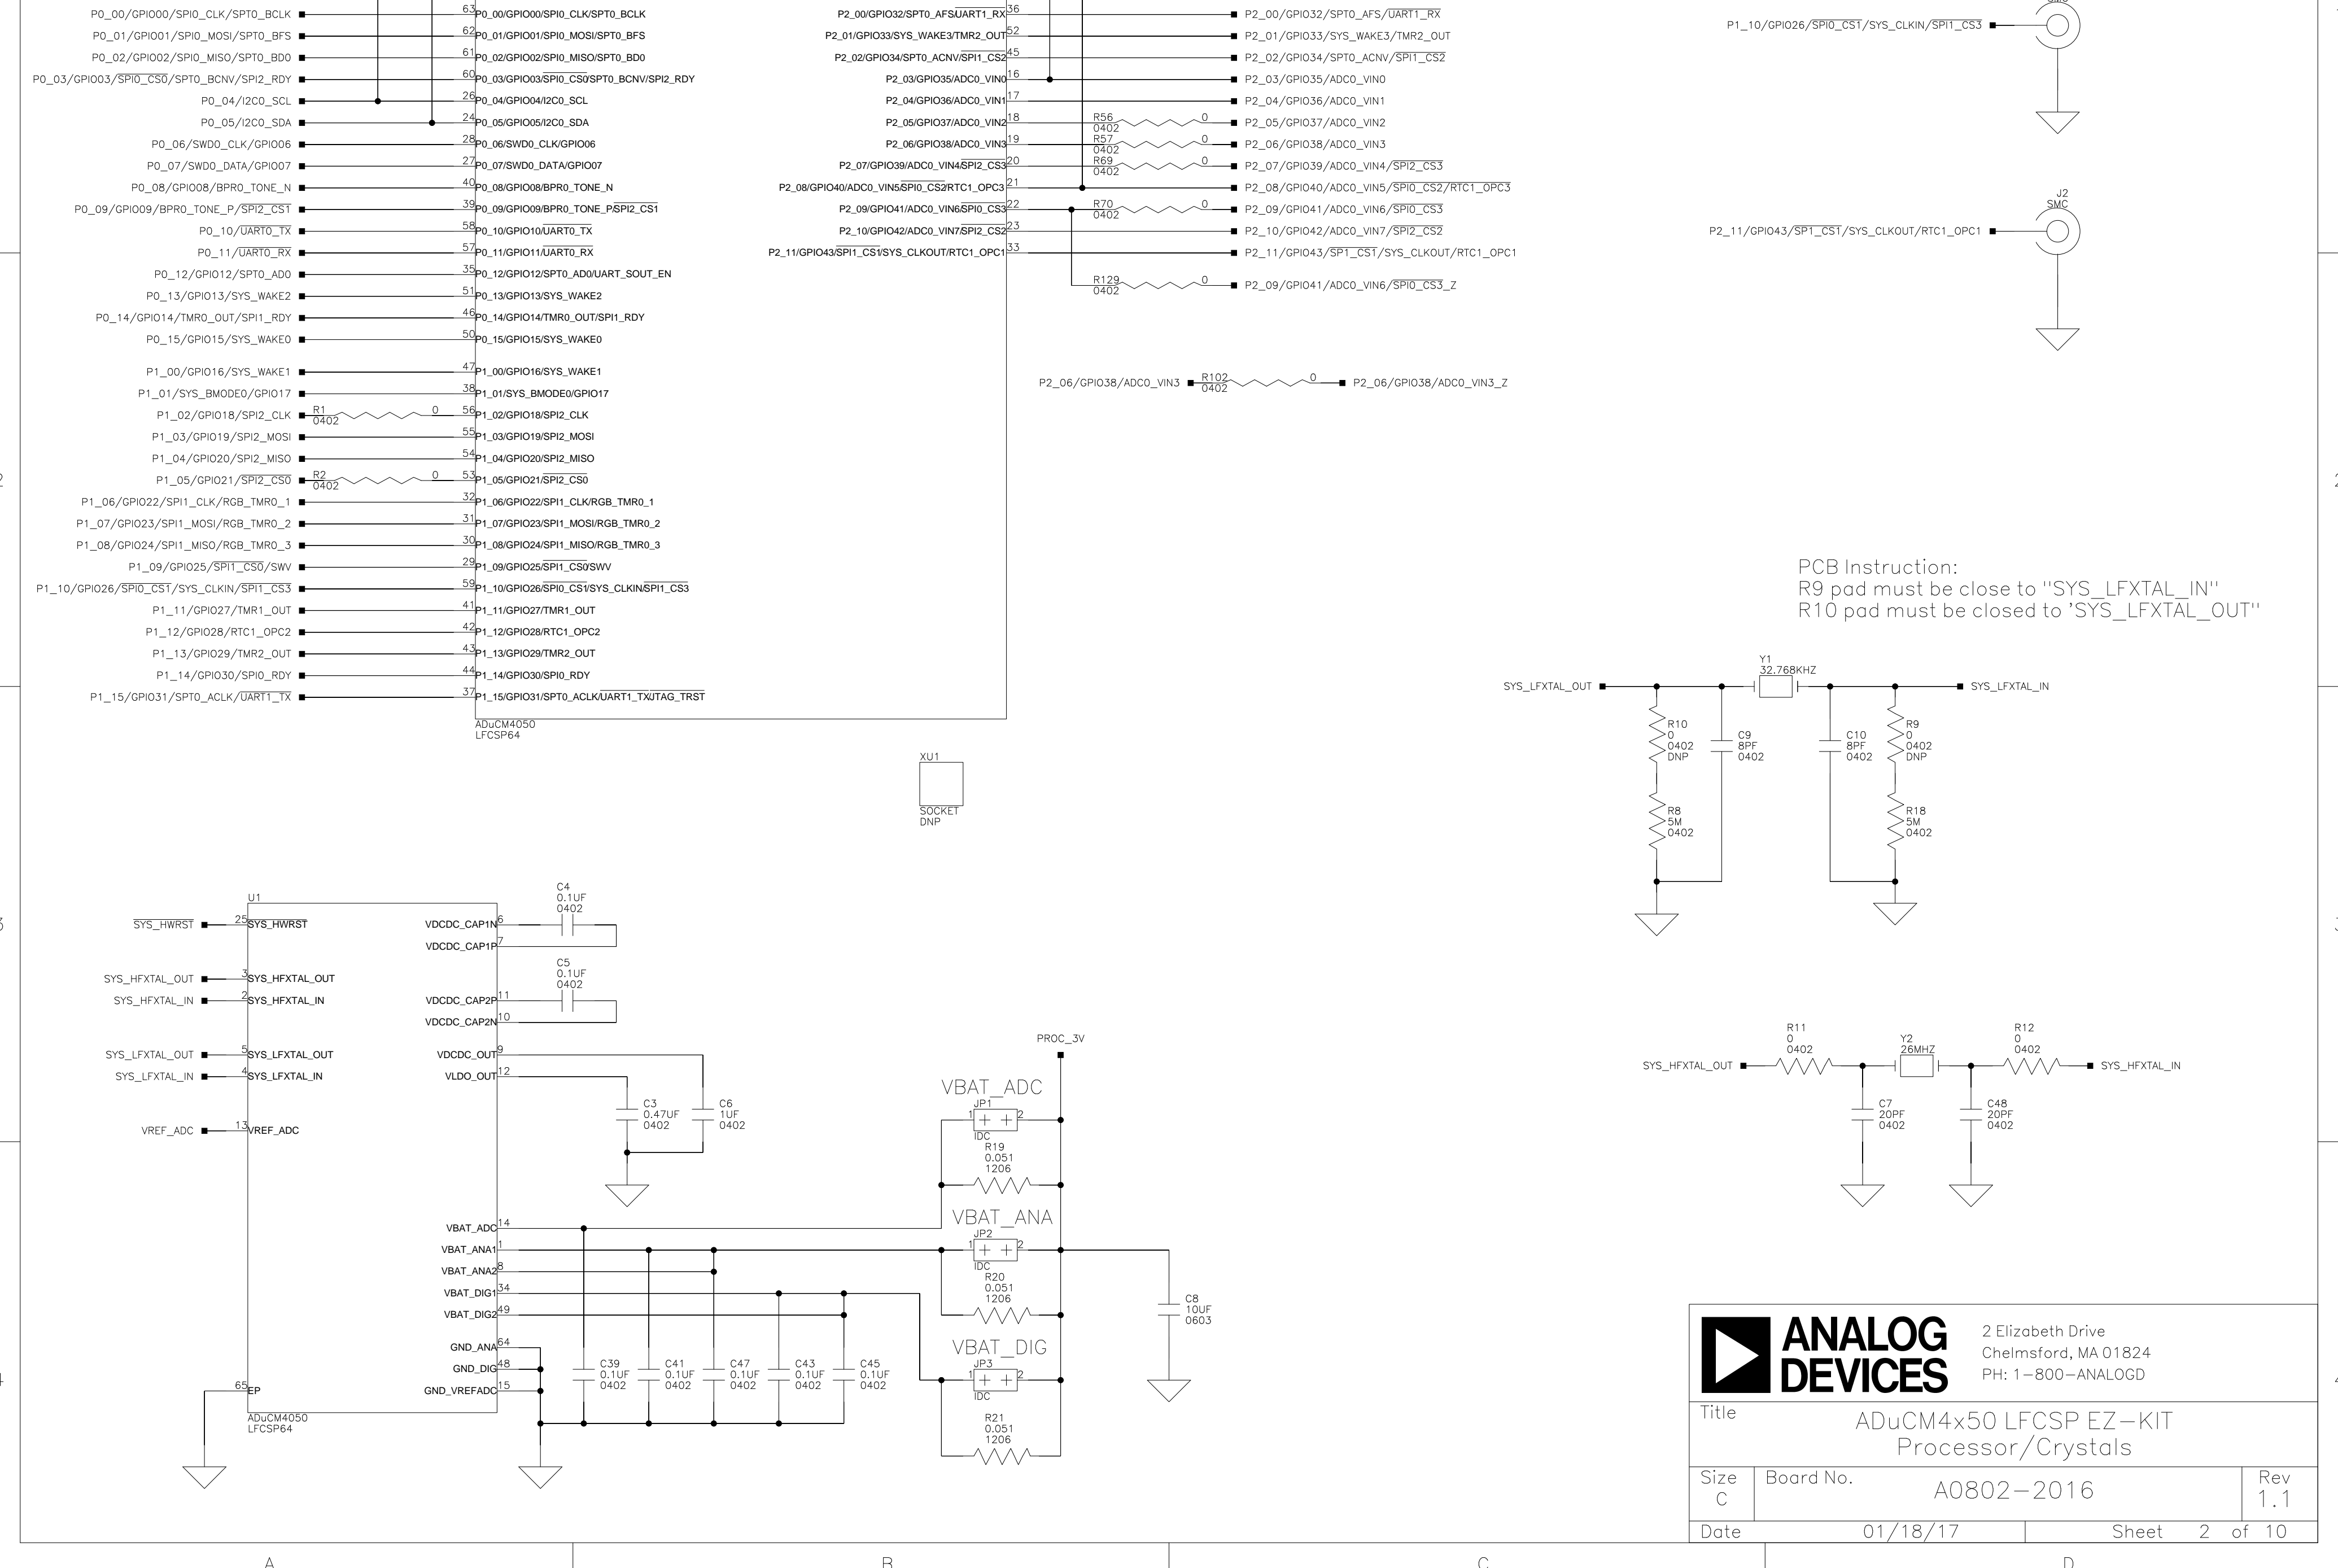 P0_00/GPIO00/SPI0_CLK/SPT0_BCLK
P0_01/GPIO01/SPI0_MOSI/SPT0_BFS
P0_02/GPIO02/SPI0_MISO/SPT0_BD0
P0_03/GPIO03/SPI0_CS0/SPT0_BCNV/SPI2_RDY
P0_04/I2C0_SCL
P0_05/I2C0_SDA
P0_06/SWD0_CLK/GPIO06
P0_07/SWD0_DATA/GPIO07
P0_08/GPIO08/BPR0_TONE_N
P0_09/GPIO09/BPR0_TONE_P/SPI2_CS1
P0_10/UART0_TX
P0_11/UART0_RX
P0_12/GPIO12/SPT0_AD0
P0_13/GPIO13/SYS_WAKE2
P0_14/GPIO14/TMR0_OUT/SPI1_RDY
P0_15/GPIO15/SYS_WAKE0
P1_00/GPIO16/SYS_WAKE1
P1_01/SYS_BMODE0/GPIO17
P1_02/GPIO18/SPI2_CLK R1 0 0402
P1_03/GPIO19/SPI2_MOSI
P1_04/GPIO20/SPI2_MISO
P1_05/GPIO21/SPI2_CS0 R2 0 0402
P1_06/GPIO22/SPI1_CLK/RGB_TMR0_1
P1_07/GPIO23/SPI1_MOSI/RGB_TMR0_2
P1_08/GPIO24/SPI1_MISO/RGB_TMR0_3
P1_09/GPIO25/SPI1_CS0/SWV
P1_10/GPIO26/SPI0_CS1/SYS_CLKIN/SPI1_CS3
P1_11/GPIO27/TMR1_OUT
P1_12/GPIO28/RTC1_OPC2
P1_13/GPIO29/TMR2_OUT
P1_14/GPIO30/SPI0_RDY
P1_15/GPIO31/SPT0_ACLK/UART1_TX
63 P0_00/GPIO00/SPI0_CLK/SPT0_BCLK
62 P0_01/GPIO01/SPI0_MOSI/SPT0_BFS
61 P0_02/GPIO02/SPI0_MISO/SPT0_BD0
60 P0_03/GPIO03/SPI0_CS0/SPT0_BCNV/SPI2_RDY
26 P0_04/GPIO04/I2C0_SCL
24 P0_05/GPIO05/I2C0_SDA
28 P0_06/SWD0_CLK/GPIO06
27 P0_07/SWD0_DATA/GPIO07
40 P0_08/GPIO08/BPR0_TONE_N
39 P0_09/GPIO09/BPR0_TONE_P/SPI2_CS1
58 P0_10/GPIO10/UART0_TX
57 P0_11/GPIO11/UART0_RX
35 P0_12/GPIO12/SPT0_AD0/UART_SOUT_EN
51 P0_13/GPIO13/SYS_WAKE2
46 P0_14/GPIO14/TMR0_OUT/SPI1_RDY
50 P0_15/GPIO15/SYS_WAKE0
47 P1_00/GPIO16/SYS_WAKE1
38 P1_01/SYS_BMODE0/GPIO17
56 P1_02/GPIO18/SPI2_CLK
55 P1_03/GPIO19/SPI2_MOSI
54 P1_04/GPIO20/SPI2_MISO
53 P1_05/GPIO21/SPI2_CS0
32 P1_06/GPIO22/SPI1_CLK/RGB_TMR0_1
31 P1_07/GPIO23/SPI1_MOSI/RGB_TMR0_2
30 P1_08/GPIO24/SPI1_MISO/RGB_TMR0_3
29 P1_09/GPIO25/SPI1_CS0/SWV
59 P1_10/GPIO26/SPI0_CS1/SYS_CLKIN/SPI1_CS3
41 P1_11/GPIO27/TMR1_OUT
42 P1_12/GPIO28/RTC1_OPC2
43 P1_13/GPIO29/TMR2_OUT
44 P1_14/GPIO30/SPI0_RDY
37 P1_15/GPIO31/SPT0_ACLK/UART1_TX/JTAG_TRST
ADuCM4050
LFCSP64
P2_00/GPIO32/SPT0_AFS/UART1_RX 36
P2_01/GPIO33/SYS_WAKE3/TMR2_OUT 52
P2_02/GPIO34/SPT0_ACNV/SPI1_CS2 45
P2_03/GPIO35/ADC0_VIN0 16
P2_04/GPIO36/ADC0_VIN1 17
P2_05/GPIO37/ADC0_VIN2 18
P2_06/GPIO38/ADC0_VIN3 19
P2_07/GPIO39/ADC0_VIN4/SPI2_CS3 20
P2_08/GPIO40/ADC0_VIN5/SPI0_CS2/RTC1_OPC3 21
P2_09/GPIO41/ADC0_VIN6/SPI0_CS3 22
P2_10/GPIO42/ADC0_VIN7/SPI2_CS2 23
P2_11/GPIO43/SPI1_CS1/SYS_CLKOUT/RTC1_OPC1 33
P2_00/GPIO32/SPT0_AFS/UART1_RX
P2_01/GPIO33/SYS_WAKE3/TMR2_OUT
P2_02/GPIO34/SPT0_ACNV/SPI1_CS2
P2_03/GPIO35/ADC0_VIN0
P2_04/GPIO36/ADC0_VIN1
R56 0402 0 P2_05/GPIO37/ADC0_VIN2
R57 0402 0 P2_06/GPIO38/ADC0_VIN3
R69 0402 0 P2_07/GPIO39/ADC0_VIN4/SPI2_CS3
P2_08/GPIO40/ADC0_VIN5/SPI0_CS2/RTC1_OPC3
R70 0402 0 P2_09/GPIO41/ADC0_VIN6/SPI0_CS3
P2_10/GPIO42/ADC0_VIN7/SPI2_CS2
P2_11/GPIO43/SP1_CS1/SYS_CLKOUT/RTC1_OPC1
R129 0402 0 P2_09/GPIO41/ADC0_VIN6/SPI0_CS3_Z
P2_06/GPIO38/ADC0_VIN3 R102 0402 0 P2_06/GPIO38/ADC0_VIN3_Z
P1_10/GPIO26/SPI0_CS1/SYS_CLKIN/SPI1_CS3
J2
SMC
P2_11/GPIO43/SP1_CS1/SYS_CLKOUT/RTC1_OPC1
PCB Instruction:
R9 pad must be close to "SYS_LFXTAL_IN"
R10 pad must be closed to 'SYS_LFXTAL_OUT"
Y1
32.768KHZ
SYS_LFXTAL_OUT
SYS_LFXTAL_IN
R10
0
0402
DNP
C9
8PF
0402
C10
8PF
0402
R9
0
0402
DNP
R8
5M
0402
R18
5M
0402
XU1
SOCKET
DNP
U1
SYS_HWRST 25 SYS_HWRST
SYS_HFXTAL_OUT 3 SYS_HFXTAL_OUT
SYS_HFXTAL_IN 2 SYS_HFXTAL_IN
SYS_LFXTAL_OUT 5 SYS_LFXTAL_OUT
SYS_LFXTAL_IN 4 SYS_LFXTAL_IN
VREF_ADC 13 VREF_ADC
65 EP
ADuCM4050
LFCSP64
VDCDC_CAP1N 6
VDCDC_CAP1P 7
VDCDC_CAP2P 11
VDCDC_CAP2N 10
VDCDC_OUT 9
VLDO_OUT 12
VBAT_ADC 14
VBAT_ANA1 1
VBAT_ANA2 8
VBAT_DIG1 34
VBAT_DIG2 49
GND_ANA 64
GND_DIG 48
GND_VREFADC 15
C4
0.1UF
0402
C5
0.1UF
0402
C3
0.47UF
0402
C6
1UF
0402
C39
0.1UF
0402
C41
0.1UF
0402
C47
0.1UF
0402
C43
0.1UF
0402
C45
0.1UF
0402
PROC_3V
VBAT_ADC
JP1
1 2
IDC
R19
0.051
1206
VBAT_ANA
JP2
1 2
IDC
R20
0.051
1206
VBAT_DIG
JP3
1 2
IDC
R21
0.051
1206
C8
10UF
0603
SYS_HFXTAL_OUT
R11
0
0402
Y2
26MHZ
R12
0
0402
SYS_HFXTAL_IN
C7
20PF
0402
C48
20PF
0402
ANALOG
DEVICES
2 Elizabeth Drive
Chelmsford, MA 01824
PH: 1-800-ANALOGD
Title
ADuCM4x50 LFCSP EZ-KIT
Processor/Crystals
Size
C
Board No.
A0802-2016
Rev
1.1
Date 01/18/17 Sheet 2 of 10